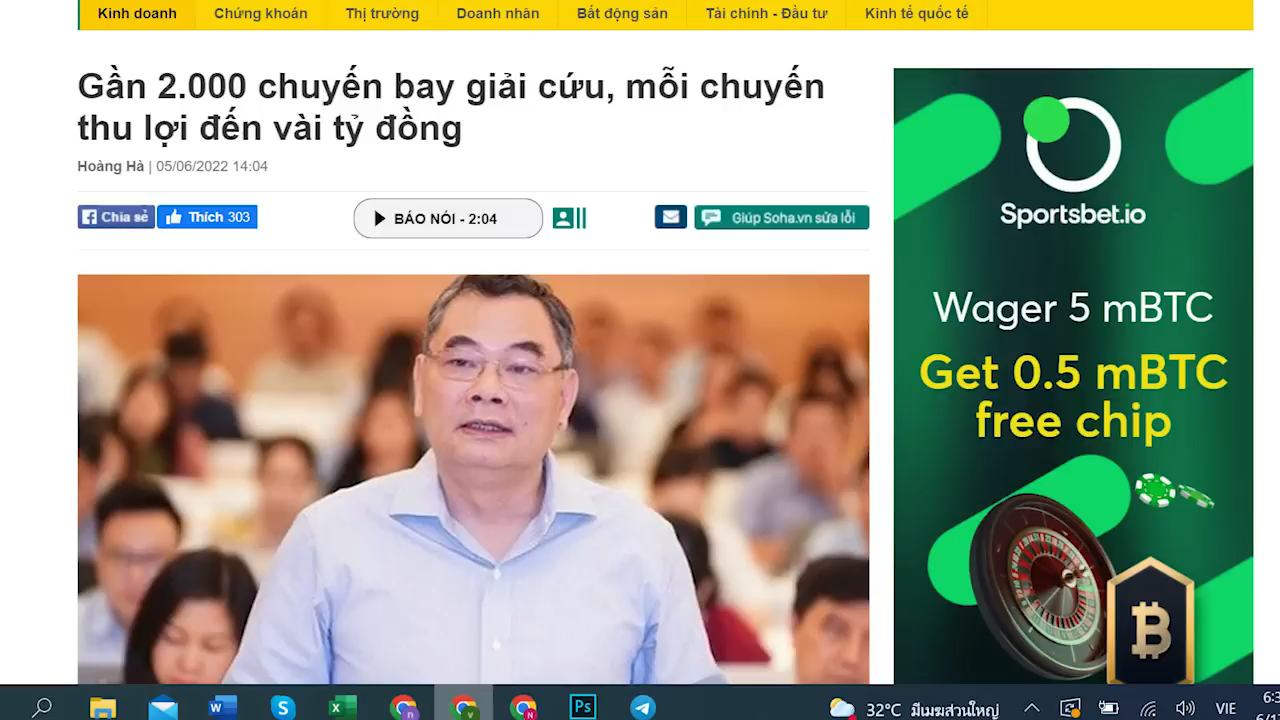 Kinh doanh
Chứng khoán
Thị trường
Doanh nhân
Bất động sản
Tài chính - Đầu tư
Kinh tế quốc tế
Gần 2.000 chuyến bay giải cứu, mỗi chuyến
thu lợi đến vài tỷ đồng
Hoàng Hà | 05/06/2022 14:04
Chia sẻ
Thích 303
BÁO NÓI - 2:04
Giúp Soha.vn sửa lỗi
Sportsbet.io
Wager 5 mBTC
Get 0.5 mBTC
free chip
32°C มีเมฆส่วนใหญ่
VIE